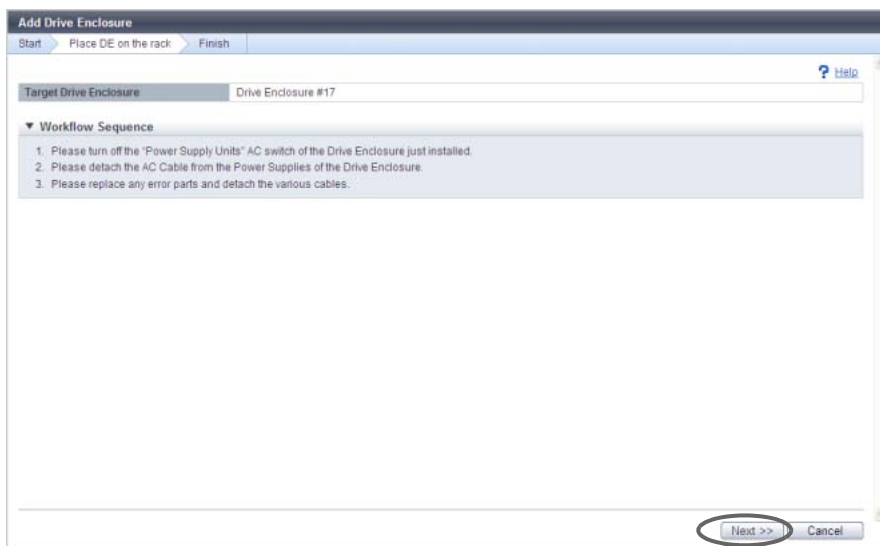 Add Drive Enclosure
Start Place DE on the rack Finish
? Help
Target Drive Enclosure Drive Enclosure #17
▼ Workflow Sequence
1. Please turn off the "Power Supply Units" AC switch of the Drive Enclosure just installed.
2. Please detach the AC Cable from the Power Supplies of the Drive Enclosure.
3. Please replace any error parts and detach the various cables.
Next >> Cancel